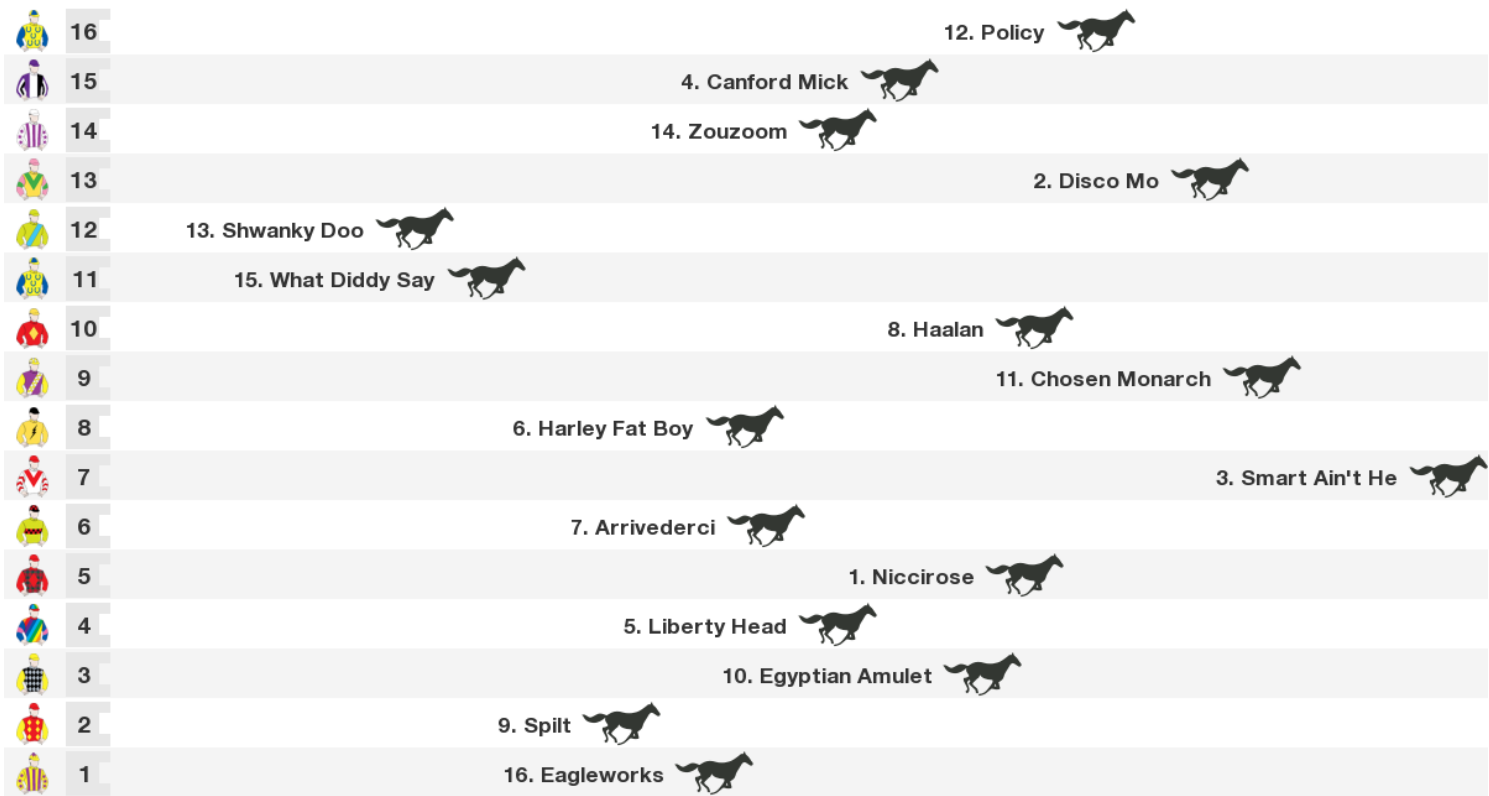 16 12. Policy
15 4. Canford Mick
14 14. Zouzoom
13 2. Disco Mo
12 13. Shwanky Doo
11 15. What Diddy Say
10 8. Haalan
9 11. Chosen Monarch
8 6. Harley Fat Boy
7 3. Smart Ain't He
6 7. Arrivederci
5 1. Niccirose
4 5. Liberty Head
3 10. Egyptian Amulet
2 9. Spilt
1 16. Eagleworks